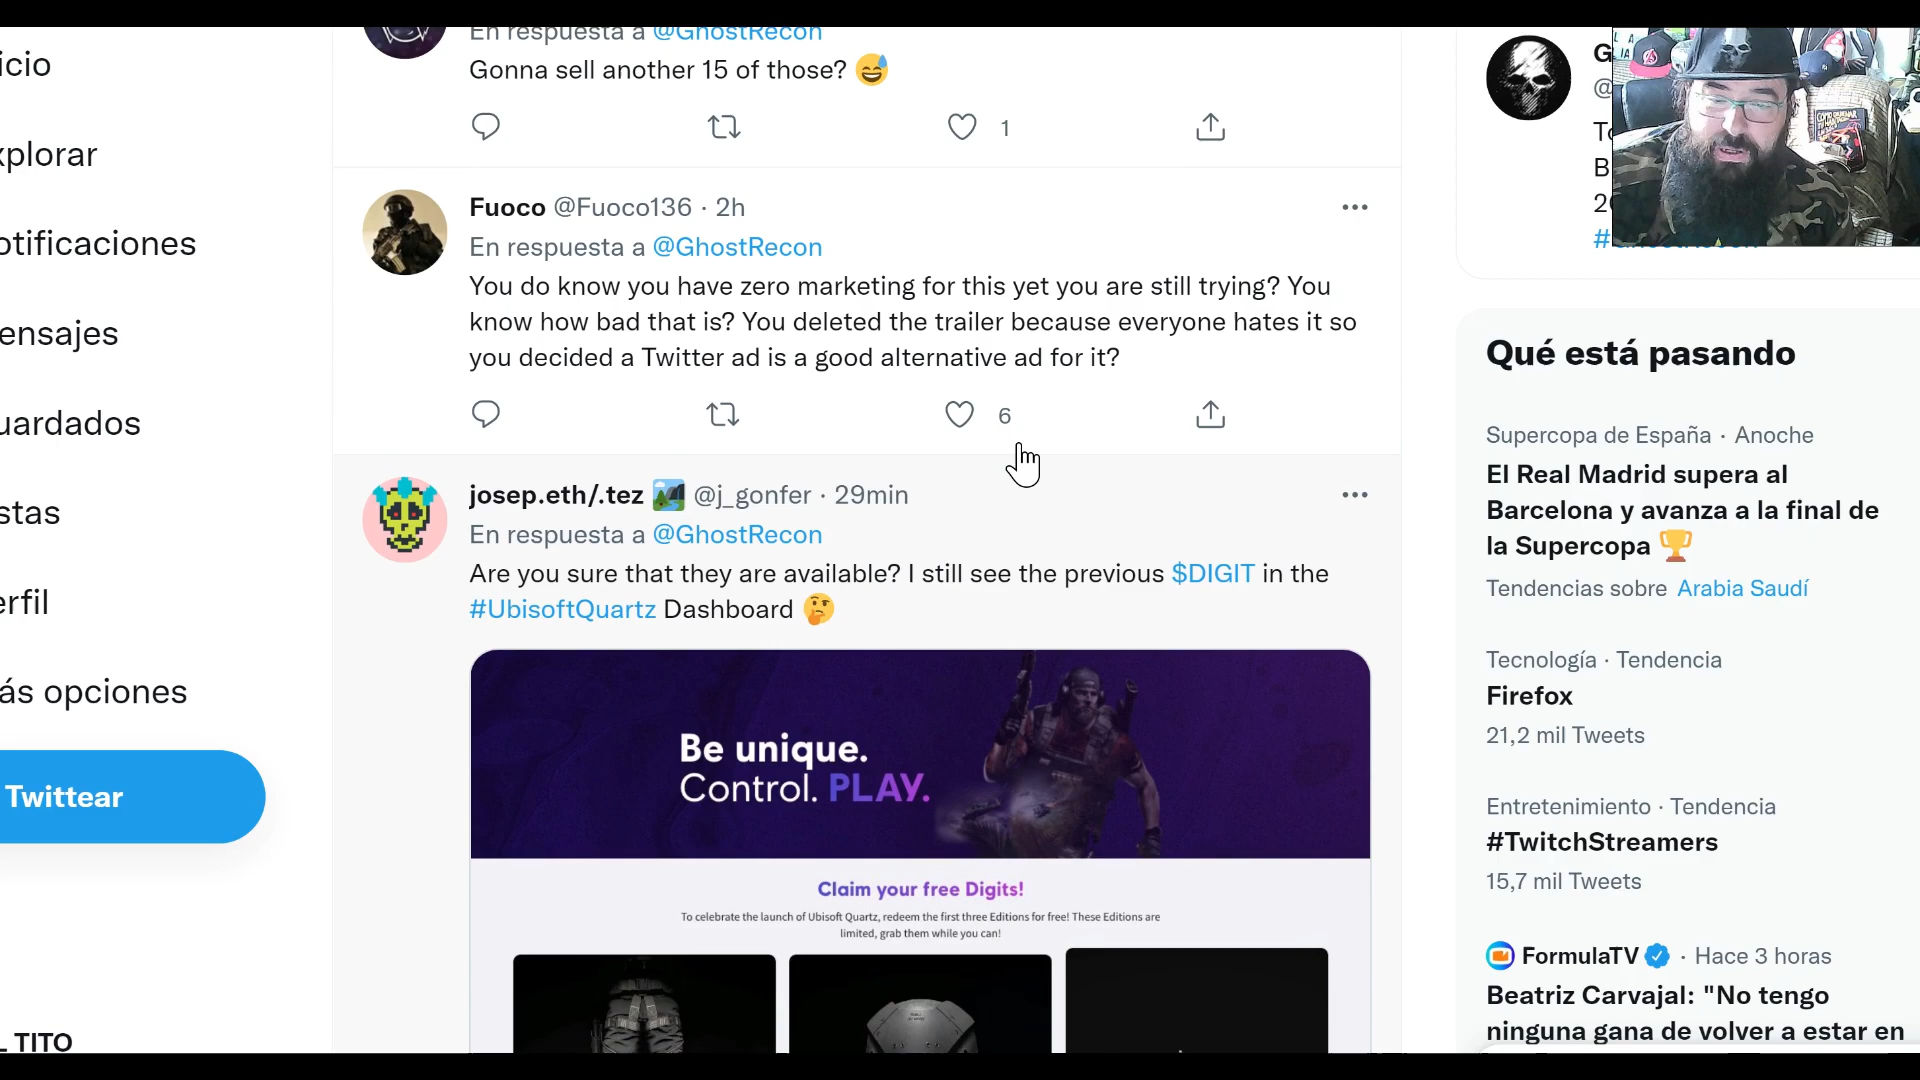 En respuesta a @GhostRecon
Gonna sell another 15 of those? 😅
1
Fuoco @Fuoco136 · 2h
En respuesta a @GhostRecon
You do know you have zero marketing for this yet you are still trying? You
know how bad that is? You deleted the trailer because everyone hates it so
you decided a Twitter ad is a good alternative ad for it?
6
josep.eth/.tez 🏞️ @j_gonfer · 29min
En respuesta a @GhostRecon
Are you sure that they are available? I still see the previous $DIGIT in the
#UbisoftQuartz Dashboard 🤔
Be unique.
Control. PLAY.
Claim your free Digits!
To celebrate the launch of Ubisoft Quartz, redeem the first three Editions for free! These Editions are
limited, grab them while you can!
icio
xplorar
otificaciones
ensajes
uardados
stas
erfil
ás opciones
Twittear
L TITO
G
@
To
B
20
Qué está pasando
Supercopa de España · Anoche
El Real Madrid supera al
Barcelona y avanza a la final de
la Supercopa 🏆
Tendencias sobre Arabia Saudí
Tecnología · Tendencia
Firefox
21,2 mil Tweets
Entretenimiento · Tendencia
#TwitchStreamers
15,7 mil Tweets
FormulaTV · Hace 3 horas
Beatriz Carvajal: "No tengo
ninguna gana de volver a estar en